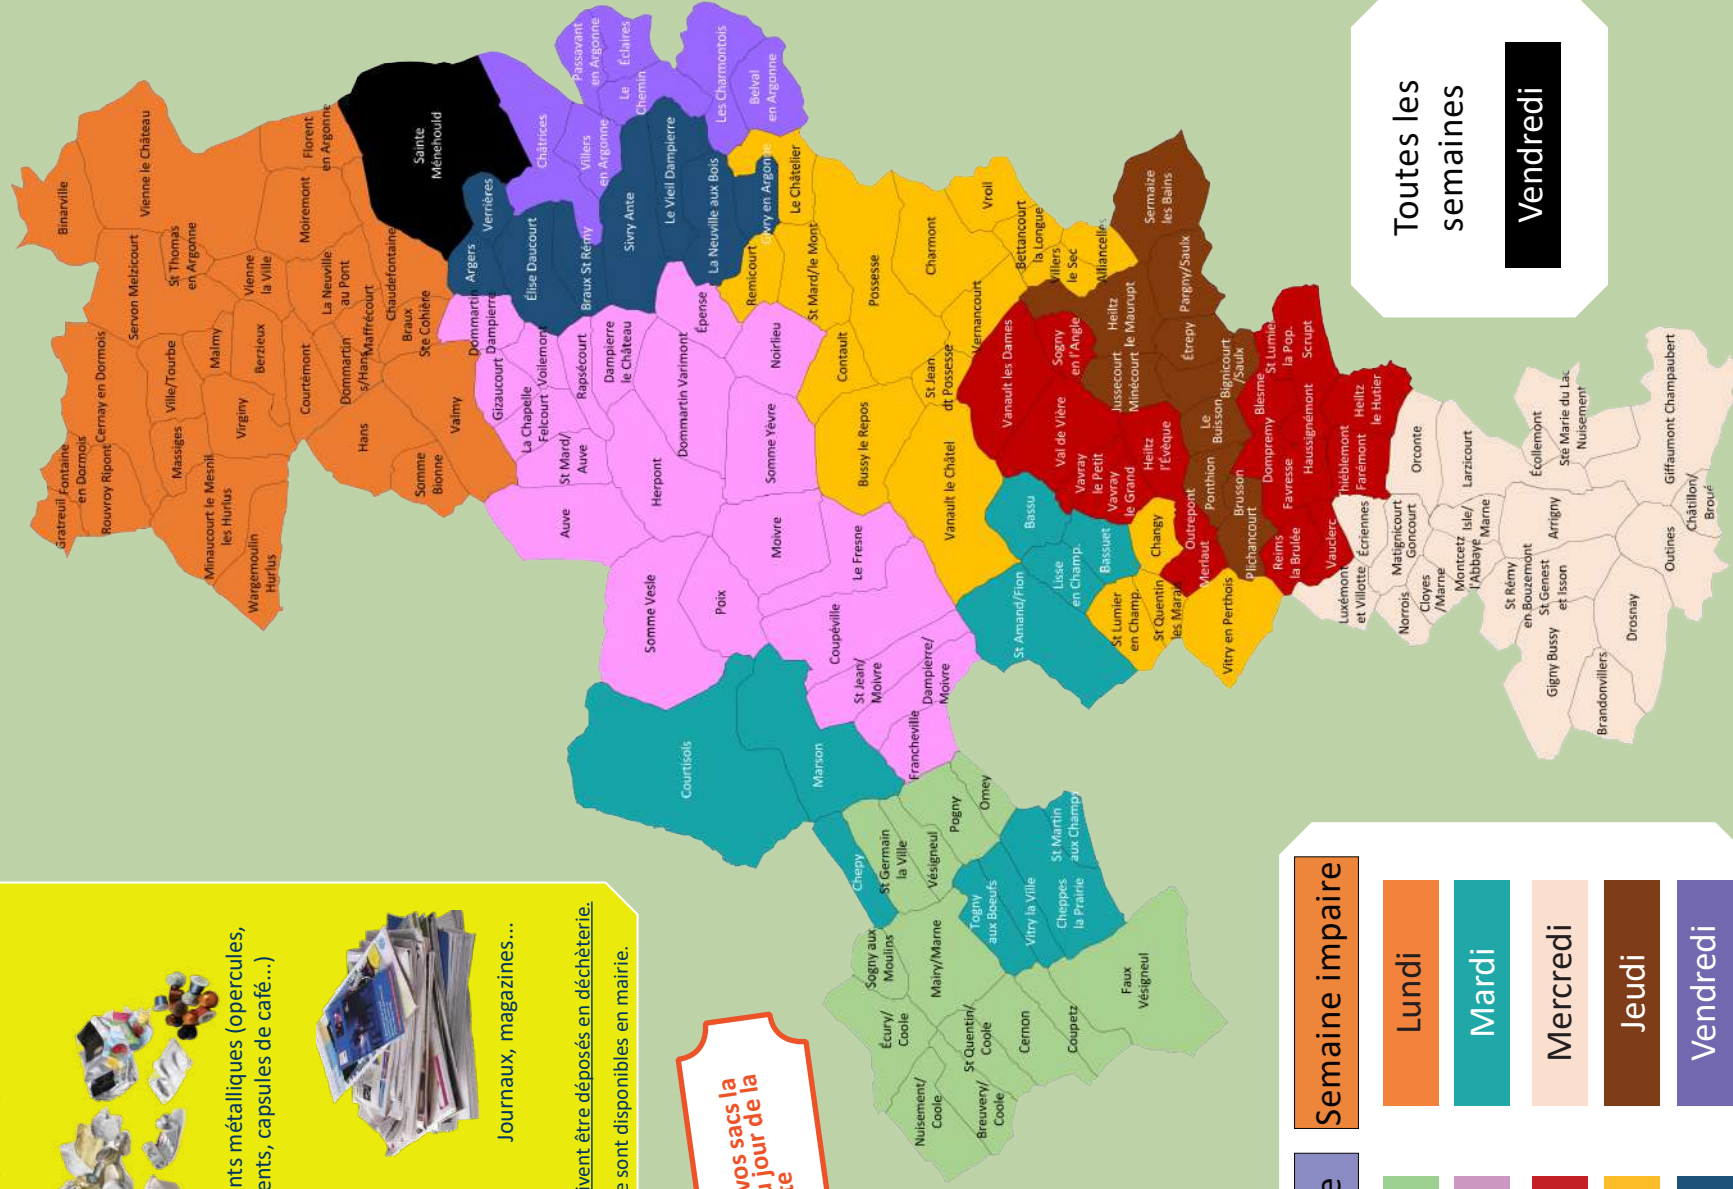 nts métalliques (opercules,
ents, capsules de café...)
Journaux, magazines...
ivent être déposés en déchèterie.
e sont disponibles en mairie.
vos sacs la
jour de la
te
Binarville
Vienne le Château
Servon Melzicourt
St Thomas
en Argonne
Vienne
la Ville
Moiremont
Florent
en Argonne
La Neuville
au Pont
Chaudefontaine
Maffrécourt
Braux
Ste Cohière
Dommartin
s/Hans
Courtémont
Berzieux
Malmy
Ville/Tourbe
Virginy
Massiges
Cernay en Dormois
Fontaine
en Dormois
Gratreuil
Rouvroy Ripont
Minaucourt le Mesnil
les Hurlus
Wargemoulin
Hurlus
Hans
Somme
Bionne
Valmy
Sainte
Ménehould
Passavant
en Argonne
Éclaires
Le
Chemin
Les Charmontois
Belval
en Argonne
Châtrices
Villers
en Argonne
Verrières
Argers
Élise Daucourt
Braux St Rémy
Sivry Ante
Le Vieil Dampierre
La Neuville aux Bois
Givry en Argonne
Dommartin
Dampierre
Gizaucourt
Voilemont
La Chapelle
Felcourt
Rapsécourt
Dampierre
le Château
St Mard/
Auve
Auve
Herpont
Dommartin Varimont
Épense
Noirlieu
Somme Yèvre
Somme Vesle
Poix
Moivre
Le Fresne
Coupéville
St Jean/
Moivre
Dampierre/
Moivre
Francheville
Remicourt
Le Châtelier
St Mard/le Mont
Possesse
Charmont
Vroil
Bettancourt
la Longue
Villers
le Sec
Alliancelles
Contault
Bussy le Repos
St Jean
dt Possesse
Vernancourt
Vanault le Châtel
Changy
St Lumier
en Champ.
St Quentin
les Marais
Vitry en Perthois
Bassu
Lisse
en Champ.
Bassuet
St Amand/Fion
Vanault les Dames
Sogny
en l'Angle
Val de Vière
Vavray
le Petit
Vavray
le Grand
Heiltz
l'Évêque
Outrepont
Merlaut
Sermaize
les Bains
Pargny/Saulx
Heiltz
le Maurupt
Jussecourt
Minécourt
Étrepy
Bignicourt
/Saulx
Le
Buisson
Ponthion
Brusson
Plichancourt
St Lumier
la Pop.
Scrupt
Blesme
Dompremy
Haussignémont
Favresse
Heiltz
le Hutier
Thiéblemont
Farémont
Reims
la Brulée
Vauclerc
Orconte
Larzicourt
Écriennes
Matignicourt
Goncourt
Luxémont
et Villotte
Norrois
Cloyes
/Marne
Isle/
Marne
Montcetz
l'Abbaye
Arrigny
Écollemont
Ste Marie du Lac
Nuisement
Giffaumont Champaubert
Châtillon/
Broué
Outines
St Rémy
en Bouzemont
St Genest
et Isson
Gigny Bussy
Drosnay
Brandonvillers
Courtisols
Marson
Chepy
St Germain
la Ville
Vésigneul
Pogny
Omey
St Martin
aux Champs
Togny
aux Boeufs
Vitry la Ville
Cheppes
la Prairie
Sogny aux
Moulins
Mairy/Marne
Écury/
Coole
St Quentin/
Coole
Cernon
Coupetz
Faux
Vésigneul
Nuisement/
Coole
Breuvery/
Coole
Toutes les
semaines
Vendredi
e
Semaine impaire
Lundi
Mardi
Mercredi
Jeudi
Vendredi